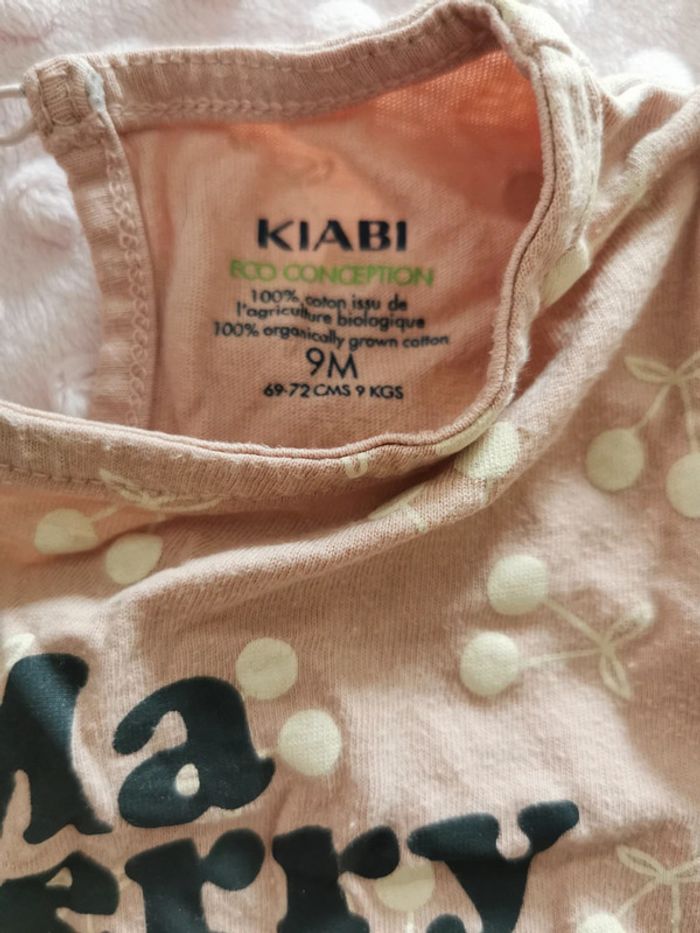 KIABI
ECO CONCEPTION
100% coton issu de
l'agriculture biologique
100% organically grown cotton
9M
69-72 CMS 9 KGS
Ma
erry